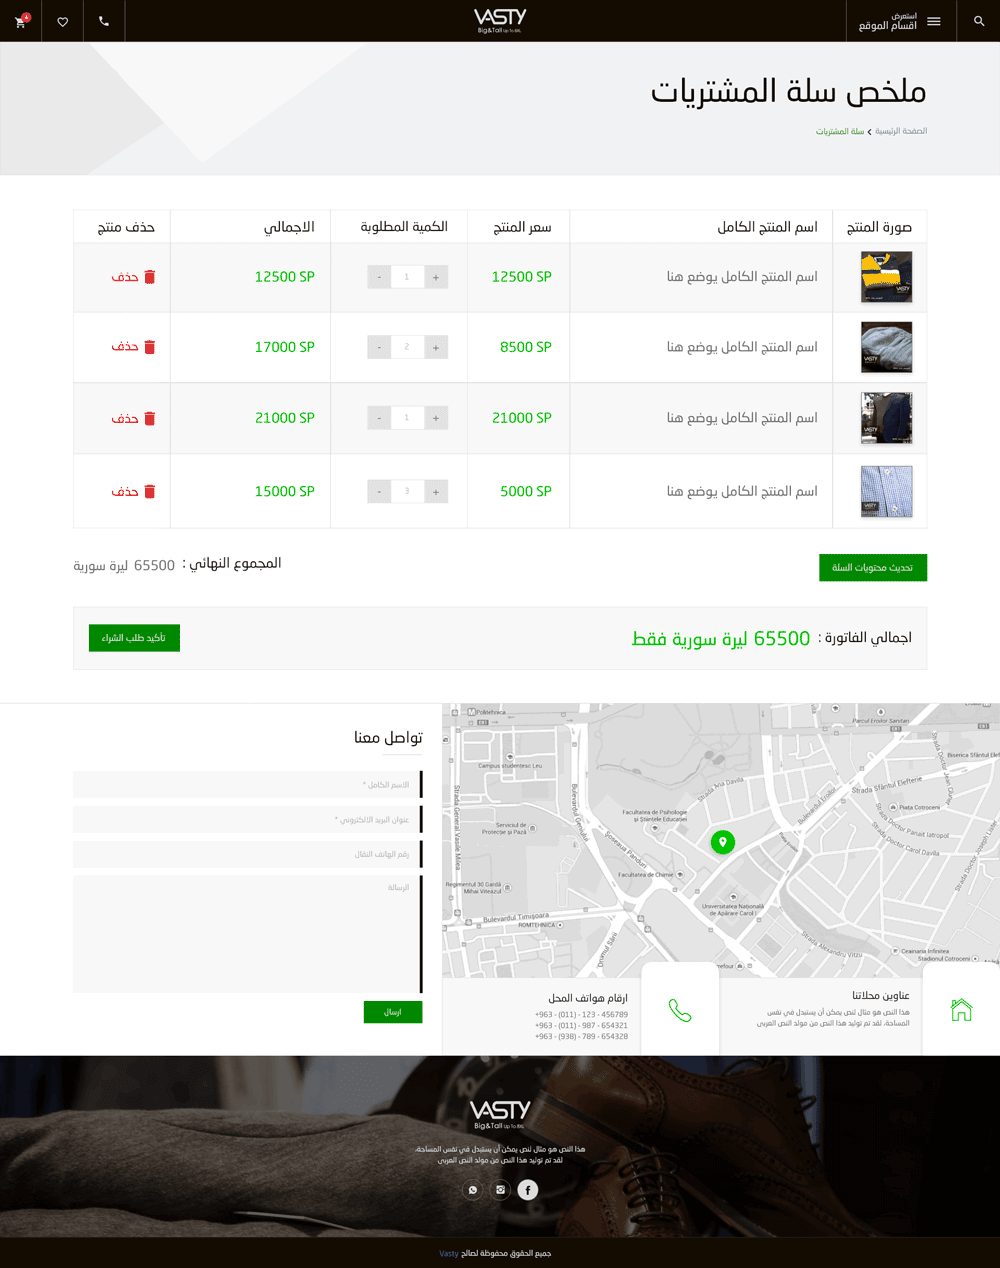 استعرض
اقسام الموقع
VASTY
Big&Tall Up To 8XL
4
ملخص سلة المشتريات
الصفحة الرئيسية > سلة المشتريات
صورة المنتج اسم المنتج الكامل سعر المنتج الكمية المطلوبة الاجمالي حذف منتج
اسم المنتج الكامل يوضع هنا 12500 SP + 1 - 12500 SP حذف
اسم المنتج الكامل يوضع هنا 8500 SP + 2 - 17000 SP حذف
اسم المنتج الكامل يوضع هنا 21000 SP + 1 - 21000 SP حذف
اسم المنتج الكامل يوضع هنا 5000 SP + 3 - 15000 SP حذف
تحديث محتويات السلة
المجموع النهائي : 65500 ليرة سورية
اجمالي الفاتورة : 65500 ليرة سورية فقط
تأكيد طلب الشراء
Politehnica
Parcul Eroilor Sanitari
Biserica Sfântul Elefterie
Campus studentesc Leu
Strada Ana Davila
Bulevardul Eroilor
Strada Sfântul Elefterie
Strada Doctor Jean Clunet
Piata Cotroceni
Facultatea de Psihologie
și Științele Educației
Serviciul de
Protecție și Pază
Strada General Vasile Milea
Bulevardul Geniului
Șoseaua Panduri
Strada Doctor Panait Iatropol
Strada Doctor Carol Davila
Strada Doctor Joseph Lister
Facultatea de Chimie
Regimentul 30 Gardă
Mihai Viteazul
Universitatea Națională
de Apărare Carol I
Bulevardul Timișoara
ROMTEHNICA
Drumul Sării
Strada Alexandru Vitzu
Ceainaria Infinitea
Stadionul Cotroceni
تواصل معنا
الاسم الكامل *
عنوان البريد الالكتروني *
رقم الهاتف النقال
الرسالة
ارسال
عناوين محلاتنا
هذا النص هو مثال لنص يمكن أن يستبدل في نفس
المساحة، لقد تم توليد هذا النص من مولد النص العربى
ارقام هواتف المحل
+963 - (011) - 123 - 456789
+963 - (011) - 987 - 654321
+963 - (938) - 789 - 654328
VASTY
Big&Tall Up To 8XL
هذا النص هو مثال لنص يمكن أن يستبدل في نفس المساحة،
لقد تم توليد هذا النص من مولد النص العربى
جميع الحقوق محفوظة لصالح Vasty